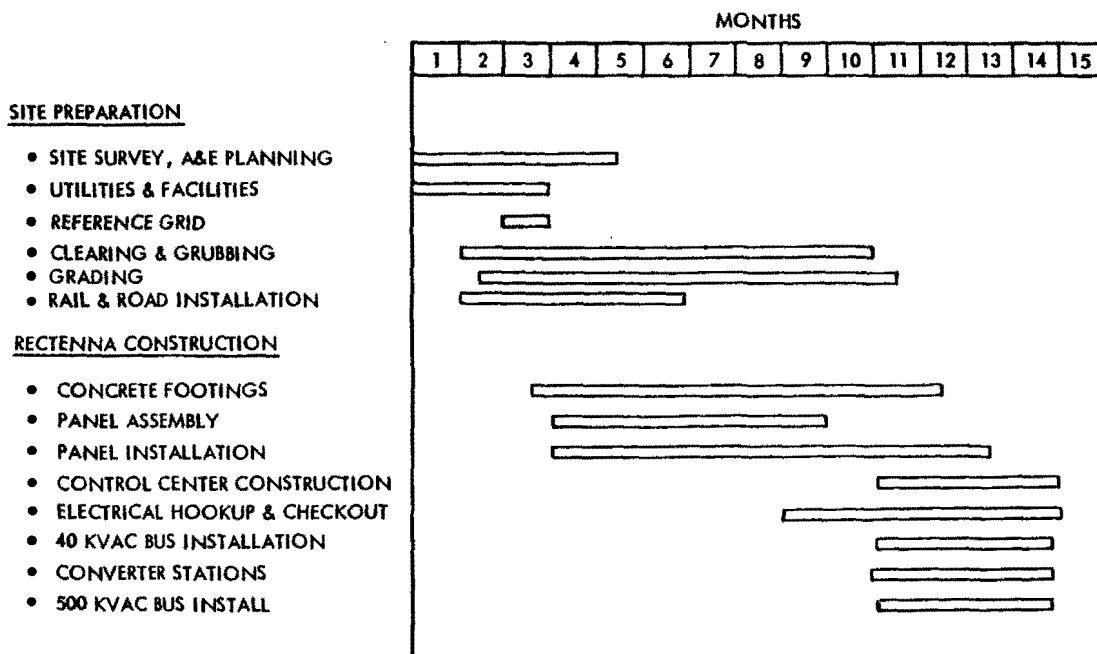 MONTHS
1 2 3 4 5 6 7 8 9 10 11 12 13 14 15
SITE PREPARATION
• SITE SURVEY, A&E PLANNING
• UTILITIES & FACILITIES
• REFERENCE GRID
• CLEARING & GRUBBING
• GRADING
• RAIL & ROAD INSTALLATION
RECTENNA CONSTRUCTION
• CONCRETE FOOTINGS
• PANEL ASSEMBLY
• PANEL INSTALLATION
• CONTROL CENTER CONSTRUCTION
• ELECTRICAL HOOKUP & CHECKOUT
• 40 KVAC BUS INSTALLATION
• CONVERTER STATIONS
• 500 KVAC BUS INSTALL